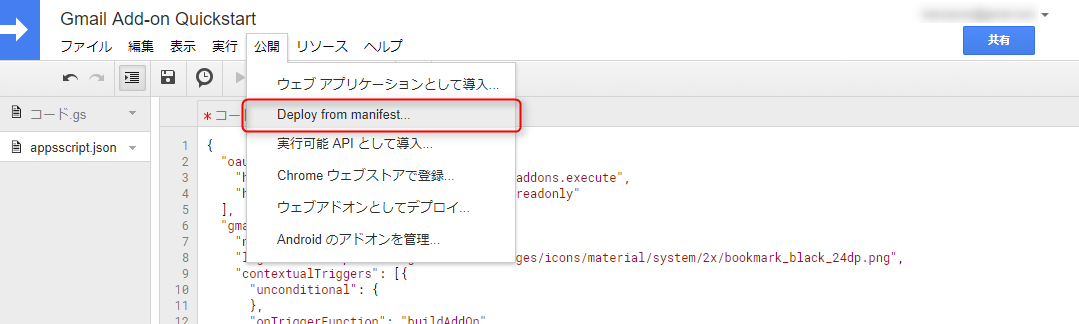 Gmail Add-on Quickstart
ファイル 編集 表示 実行 公開 リソース ヘルプ
共有
ウェブ アプリケーションとして導入...
Deploy from manifest...
実行可能 API として導入...
Chrome ウェブストアで登録...
ウェブアドオンとしてデプロイ...
Android のアドオンを管理...
コード.gs
appsscript.json
* コー
1 {
2 "oau
3 "h addons.execute",
4 "h readonly"
5 ],
6 "gma
7 "n
8 "l ges/icons/material/system/2x/bookmark_black_24dp.png",
9 "contextualTriggers": [{
10 "unconditional": {
11 },
12 "onTriggerFunction": "buildAddOn"